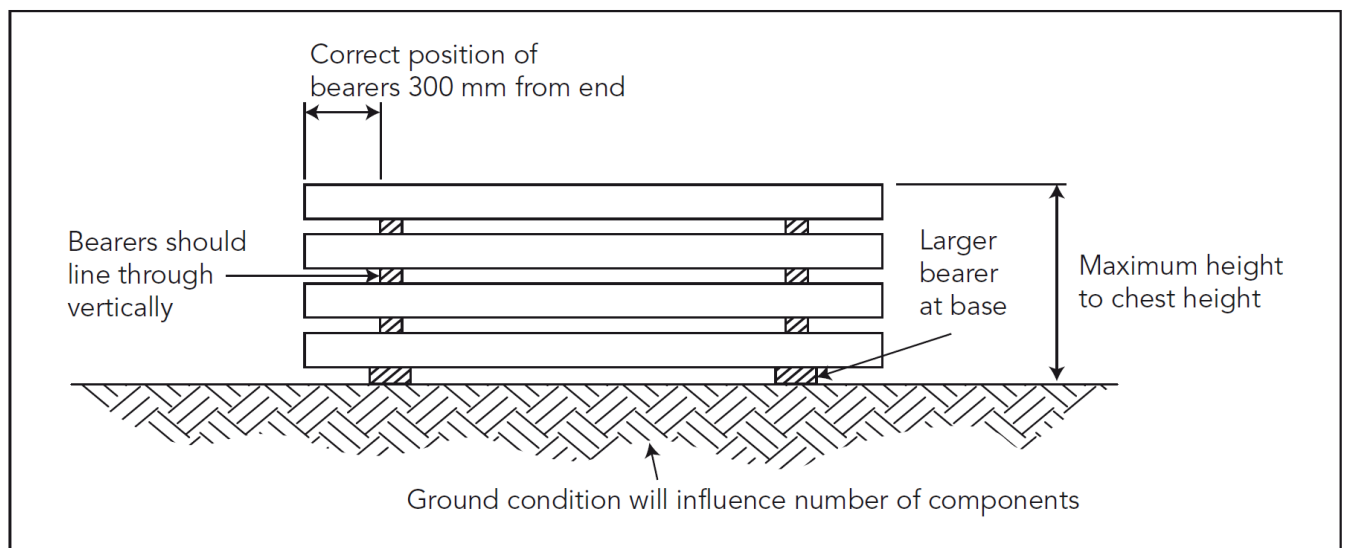 Correct position of
bearers 300 mm from end
Bearers should
line through
vertically
Larger
bearer
at base
Maximum height
to chest height
Ground condition will influence number of components